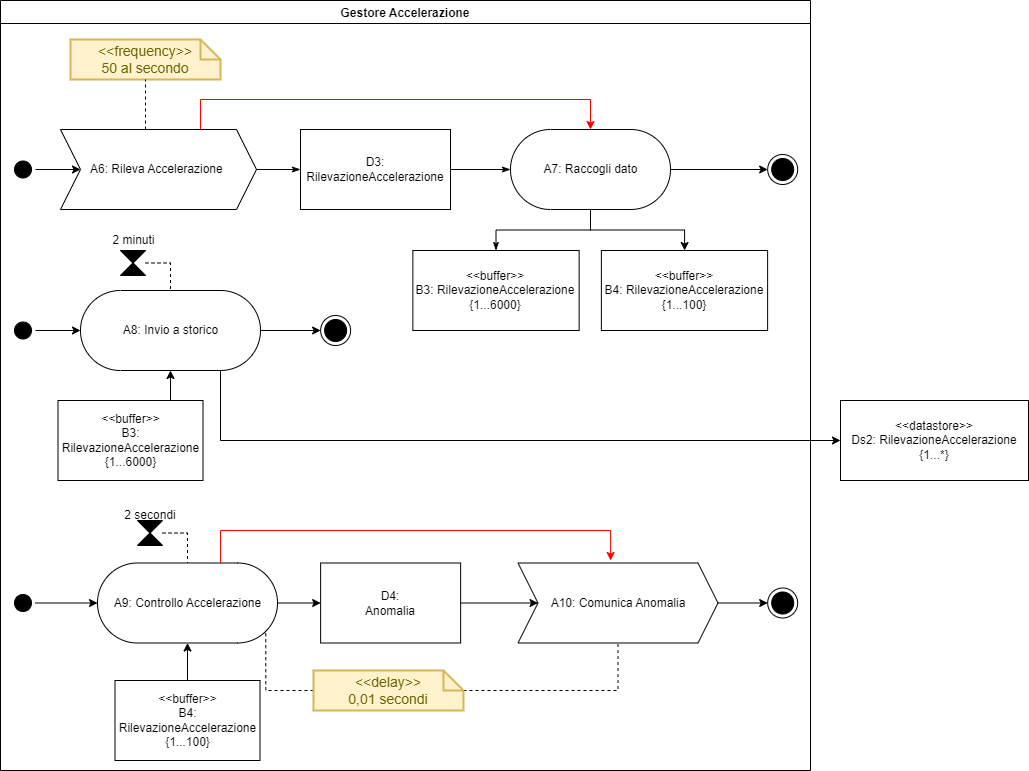 Gestore Accelerazione
<<frequency>>
50 al secondo
A6: Rileva Accelerazione
D3:
RilevazioneAccelerazione
A7: Raccogli dato
2 minuti
<<buffer>>
B3: RilevazioneAccelerazione
{1...6000}
<<buffer>>
B4: RilevazioneAccelerazione
{1...100}
A8: Invio a storico
<<buffer>>
B3:
RilevazioneAccelerazione
{1...6000}
<<datastore>>
Ds2: RilevazioneAccelerazione
{1...*}
2 secondi
A9: Controllo Accelerazione
D4:
Anomalia
A10: Comunica Anomalia
<<delay>>
0,01 secondi
<<buffer>>
B4:
RilevazioneAccelerazione
{1...100}